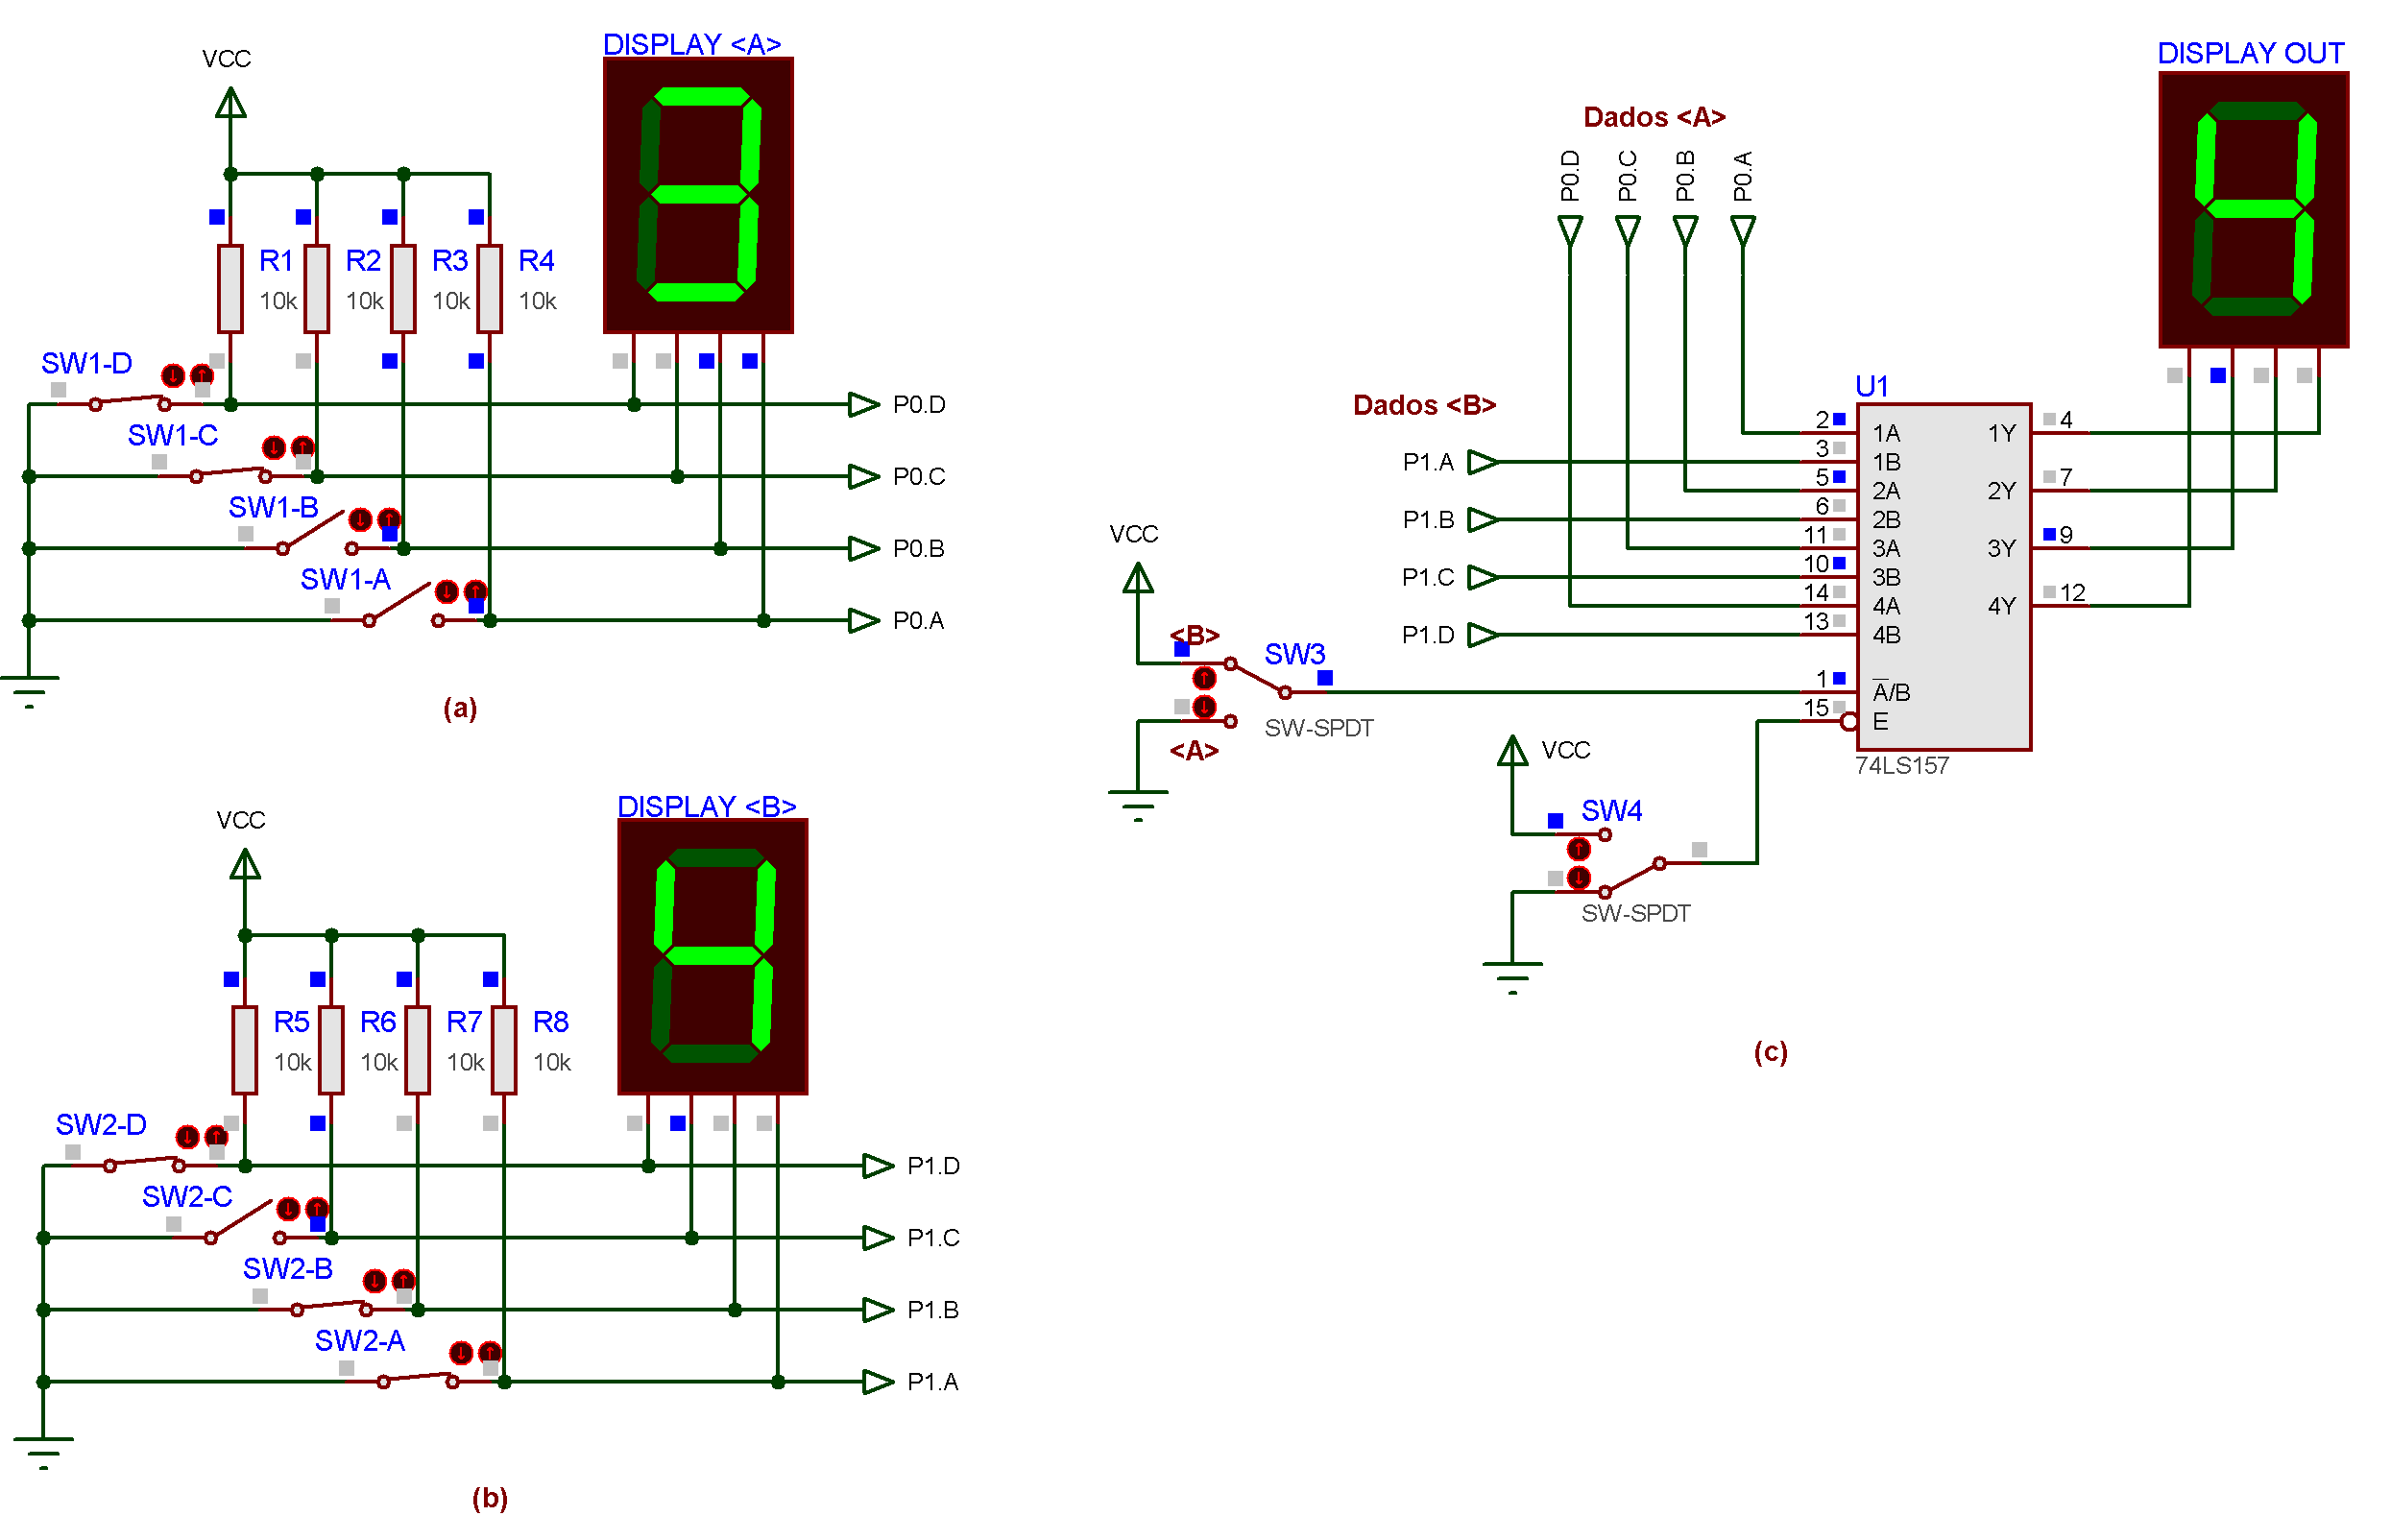 VCC
DISPLAY <A>
R1
10k
R2
10k
R3
10k
R4
10k
SW1-D
P0.D
SW1-C
P0.C
SW1-B
P0.B
SW1-A
P0.A
(a)
VCC
DISPLAY <B>
R5
10k
R6
10k
R7
10k
R8
10k
SW2-D
P1.D
SW2-C
P1.C
SW2-B
P1.B
SW2-A
P1.A
(b)
DISPLAY OUT
Dados <A>
P0.D
P0.C
P0.B
P0.A
Dados <B>
P1.A
P1.B
P1.C
P1.D
U1
2 1A 1Y 4
3 1B
5 2A 2Y 7
6 2B
11 3A 3Y 9
10 3B
14 4A 4Y 12
13 4B
1 A/B
15 E
74LS157
VCC
<B>
SW3
SW-SPDT
<A>
VCC
SW4
SW-SPDT
(c)
3
4
4